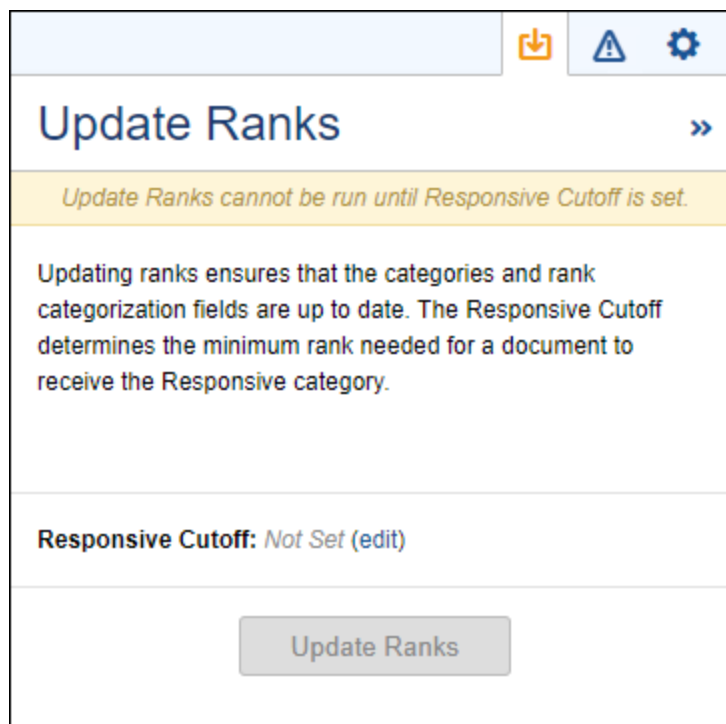 Update Ranks
»
Update Ranks cannot be run until Responsive Cutoff is set.
Updating ranks ensures that the categories and rank
categorization fields are up to date. The Responsive Cutoff
determines the minimum rank needed for a document to
receive the Responsive category.
Responsive Cutoff: Not Set (edit)
Update Ranks